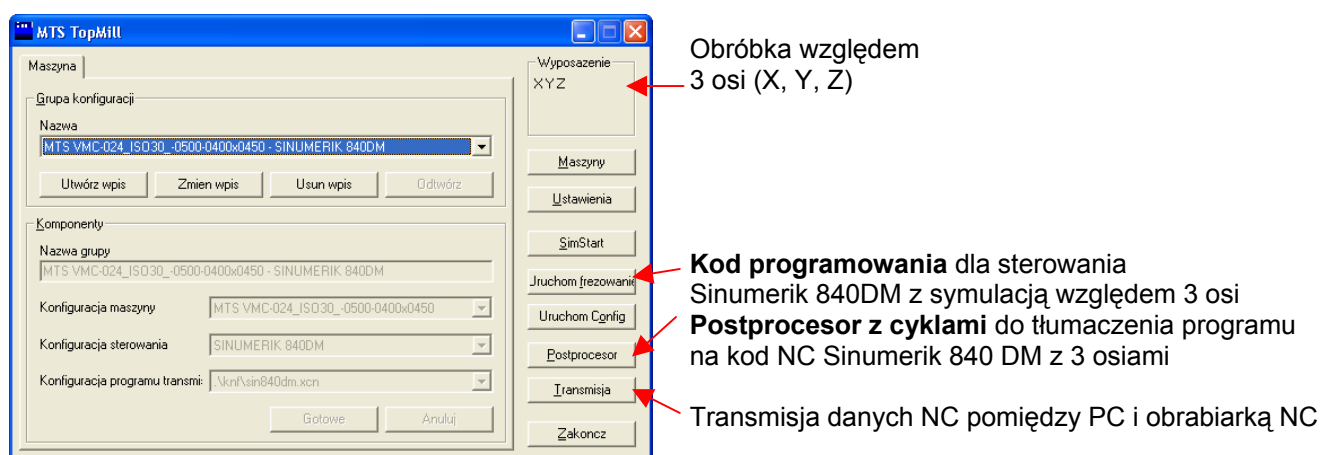 MTS TopMill
Maszyna
Grupa konfiguracji
Nazwa
MTS VMC-024_ISO30_-0500-0400x0450 - SINUMERIK 840DM
Utwórz wpis
Zmien wpis
Usun wpis
Odtwórz
Komponenty
Nazwa grupy
MTS VMC-024_ISO30_-0500-0400x0450 - SINUMERIK 840DM
Konfiguracja maszyny
MTS VMC-024_ISO30_-0500-0400x0450
Konfiguracja sterowania
SINUMERIK 840DM
Konfiguracja programu transmi:
.\knf\sin840dm.xcn
Gotowe
Anuluj
Wyposazenie
XYZ
Maszyny
Ustawienia
SimStart
Uruchom frezowanie
Uruchom Config
Postprocesor
Transmisja
Zakoncz
Obróbka względem
3 osi (X, Y, Z)
Kod programowania dla sterowania
Sinumerik 840DM z symulacją względem 3 osi
Postprocesor z cyklami do tłumaczenia programu
na kod NC Sinumerik 840 DM z 3 osiami
Transmisja danych NC pomiędzy PC i obrabiarką NC